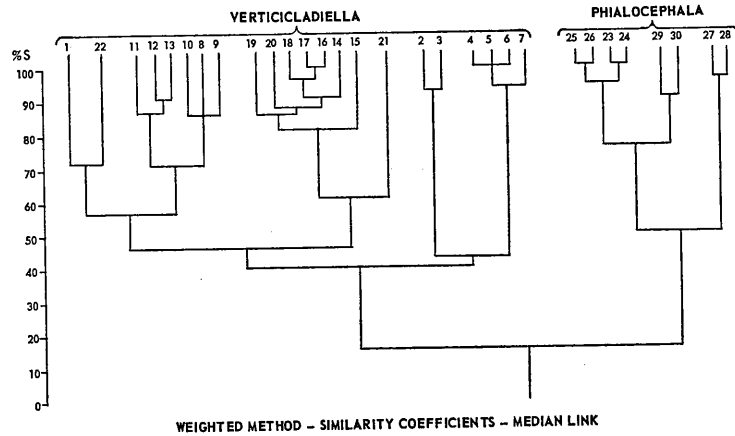 VERTICICLADIELLA PHIALOCEPHALA
%S
1 22 11 12 13 10 8 9 19 20 18 17 16 14 15 21 2 3 4 5 6 7 25 26 23 24 29 30 27 28
100
90
80
70
60
50
40
30
20
10
0
WEIGHTED METHOD – SIMILARITY COEFFICIENTS – MEDIAN LINK